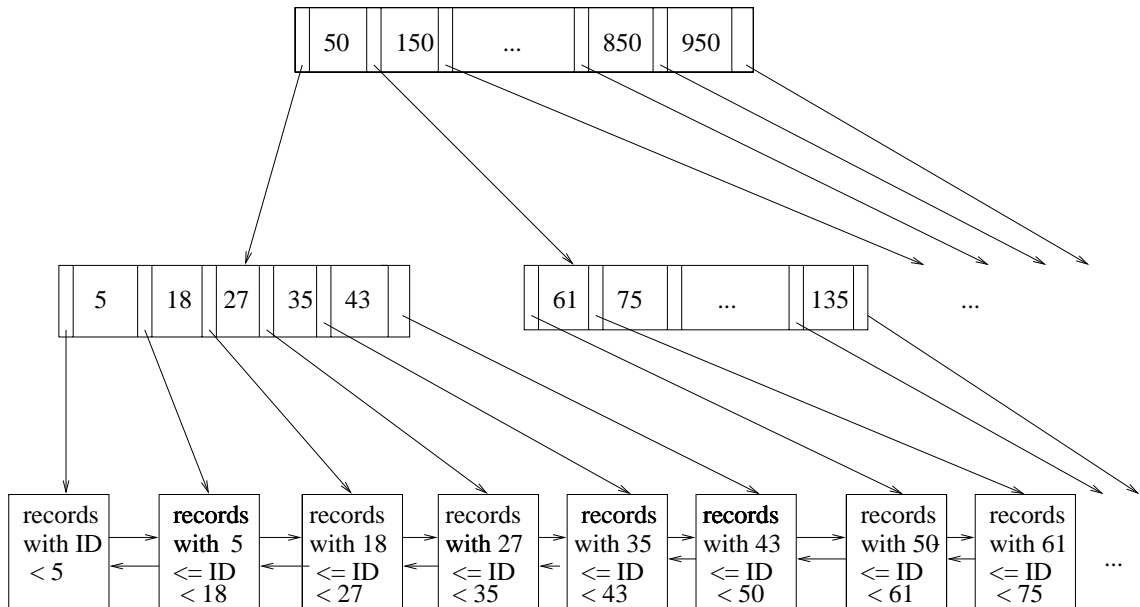 50 150 ... 850 950
5 18 27 35 43
61 75 ... 135 ...
records
with ID
< 5
records
with 5
<= ID
< 18
records
with 18
<= ID
< 27
records
with 27
<= ID
< 35
records
with 35
<= ID
< 43
records
with 43
<= ID
< 50
records
with 50
<= ID
< 61
records
with 61
<= ID
< 75
...